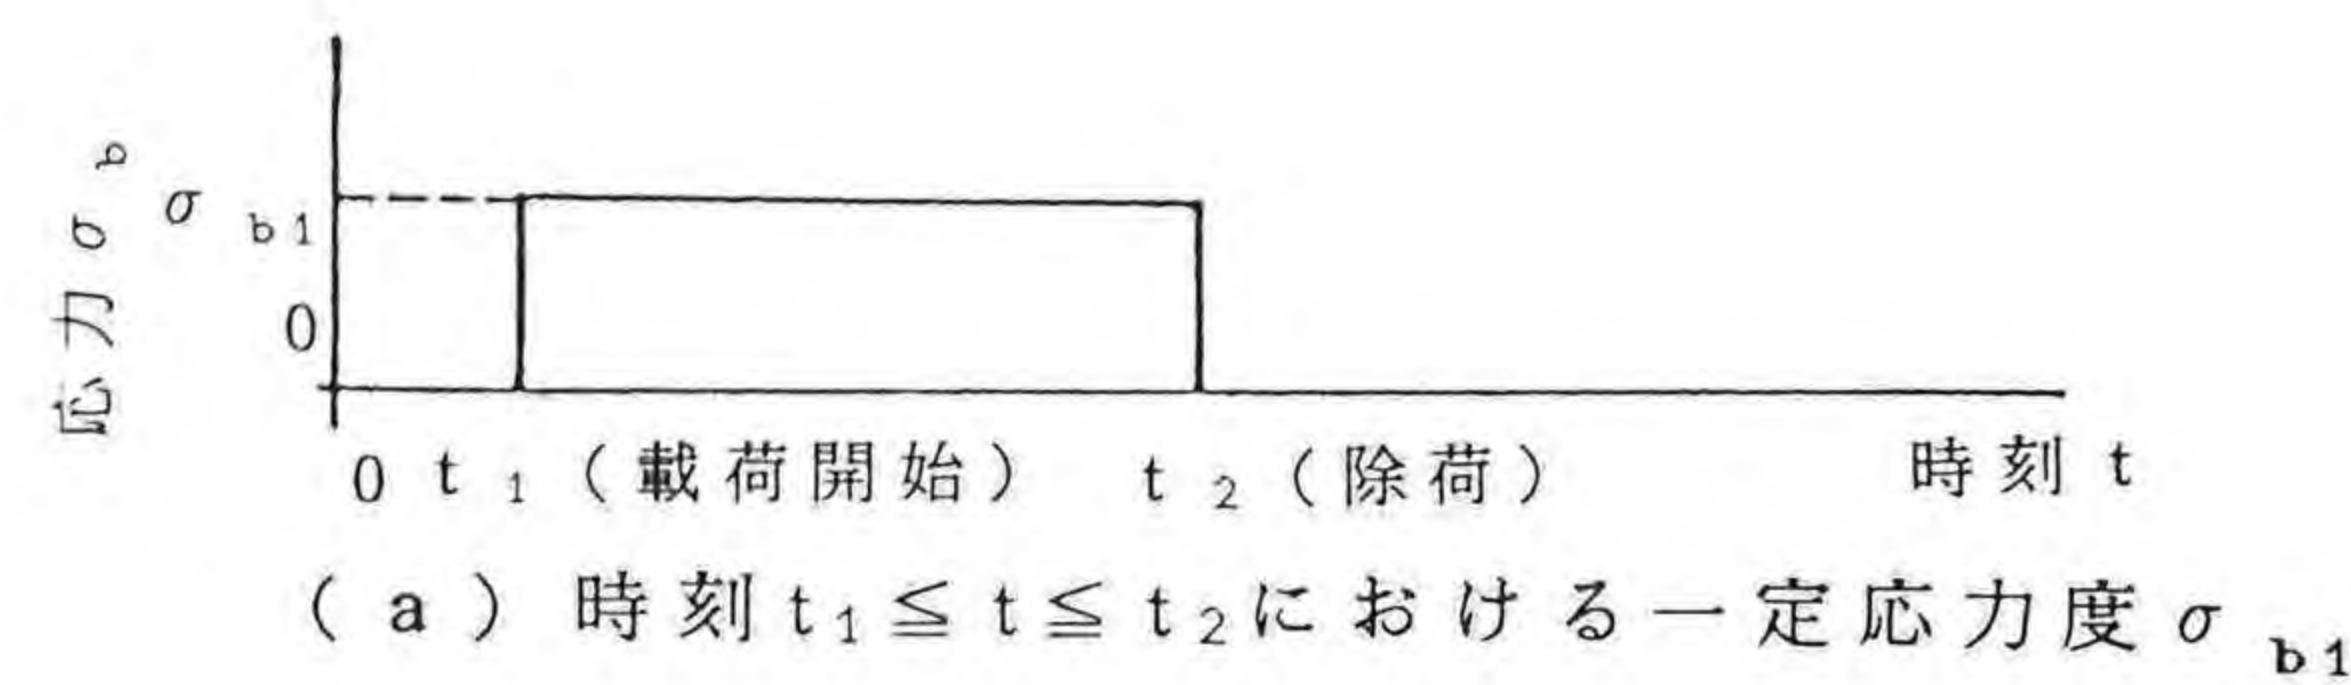 応力σb
σb1
0
0 t1(載荷開始) t2(除荷) 時刻t
(a)時刻t1≦t≦t2における一定応力度σb1